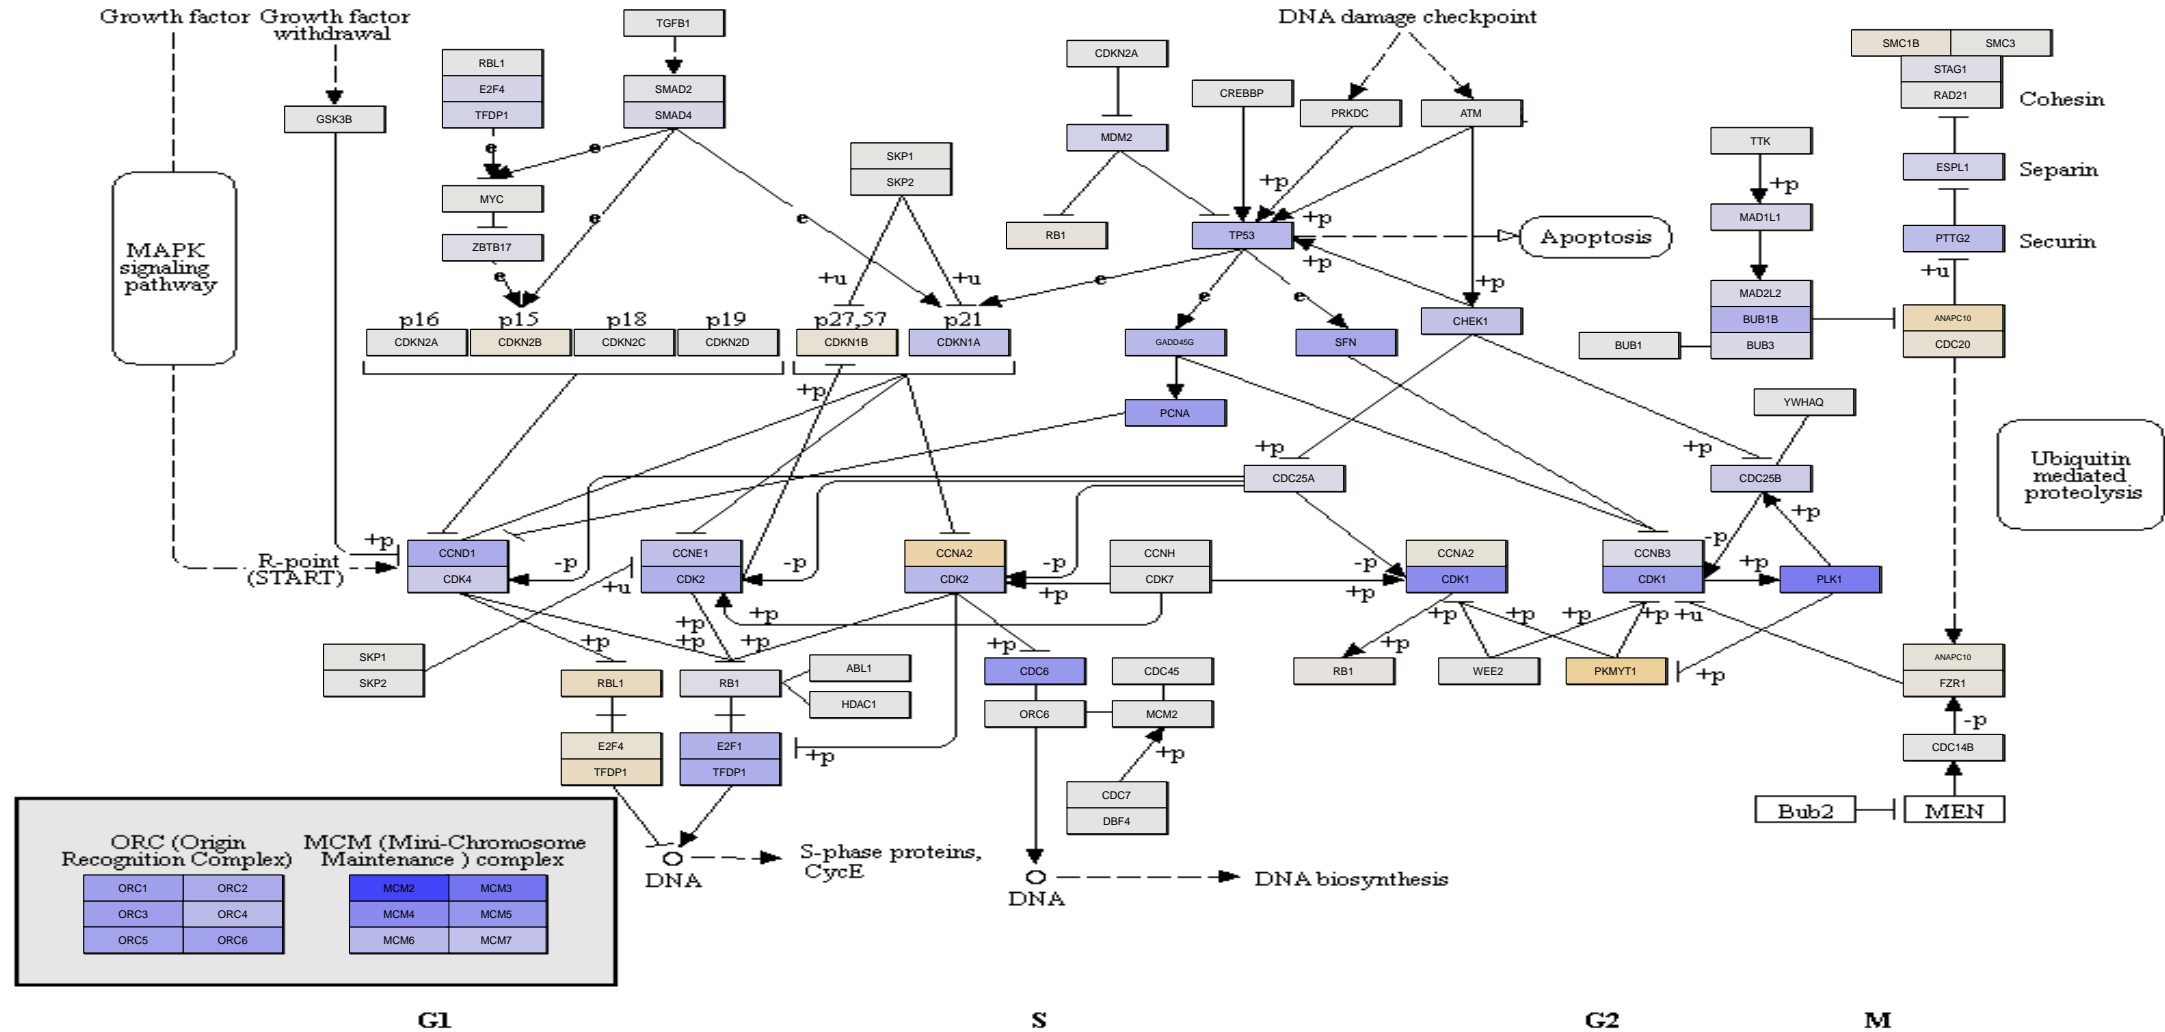 Growth factor
Growth factor
withdrawal
TGFB1
DNA damage checkpoint
CDKN2A
SMC1B
SMC3
RBL1
E2F4
TFDP1
SMAD2
SMAD4
STAG1
RAD21
Cohesin
GSK3B
CREBBP
PRKDC
ATM
MDM2
TTK
e
e
SKP1
SKP2
+p
+p
ESPL1
Separin
MYC
e
e
RB1
TP53
+p
+p
MAD1L1
ZBTB17
Apoptosis
PTTG2
Securin
MAPK
signaling
pathway
e
+u
+u
e
e
e
+p
+u
p16
p15
p18
p19
p27,57
p21
CDKN2A
CDKN2B
CDKN2C
CDKN2D
CDKN1B
CDKN1A
GADD45G
SFN
CHEK1
MAD2L2
BUB1B
BUB3
BUB1
ANAPC10
CDC20
+p
PCNA
YWHAQ
+p
+p
CDC25A
CDC25B
Ubiquitin
mediated
proteolysis
+p
+p
R-point
(START)
CCND1
CDK4
-p
CCNE1
CDK2
-p
CCNA2
CDK2
-p
+p
CCNH
CDK7
-p
+p
CCNA2
CDK1
-p
CCNB3
CDK1
+p
PLK1
+u
+p
+p
+p
+p
+p
+u
+p
+p
+p
+p
+p
+p
SKP1
SKP2
RBL1
RB1
ABL1
HDAC1
CDC6
CDC45
ORC6
MCM2
RB1
WEE2
PKMYT1
+p
ANAPC10
FZR1
-p
E2F4
TFDP1
E2F1
TFDP1
+p
+p
CDC14B
CDC7
DBF4
Bub2
MEN
ORC (Origin
Recognition Complex)
MCM (Mini-Chromosome
Maintenance ) complex
ORC1
ORC2
MCM2
MCM3
ORC3
ORC4
MCM4
MCM5
ORC5
ORC6
MCM6
MCM7
DNA
S-phase proteins,
CycE
DNA
DNA biosynthesis
G1
S
G2
M